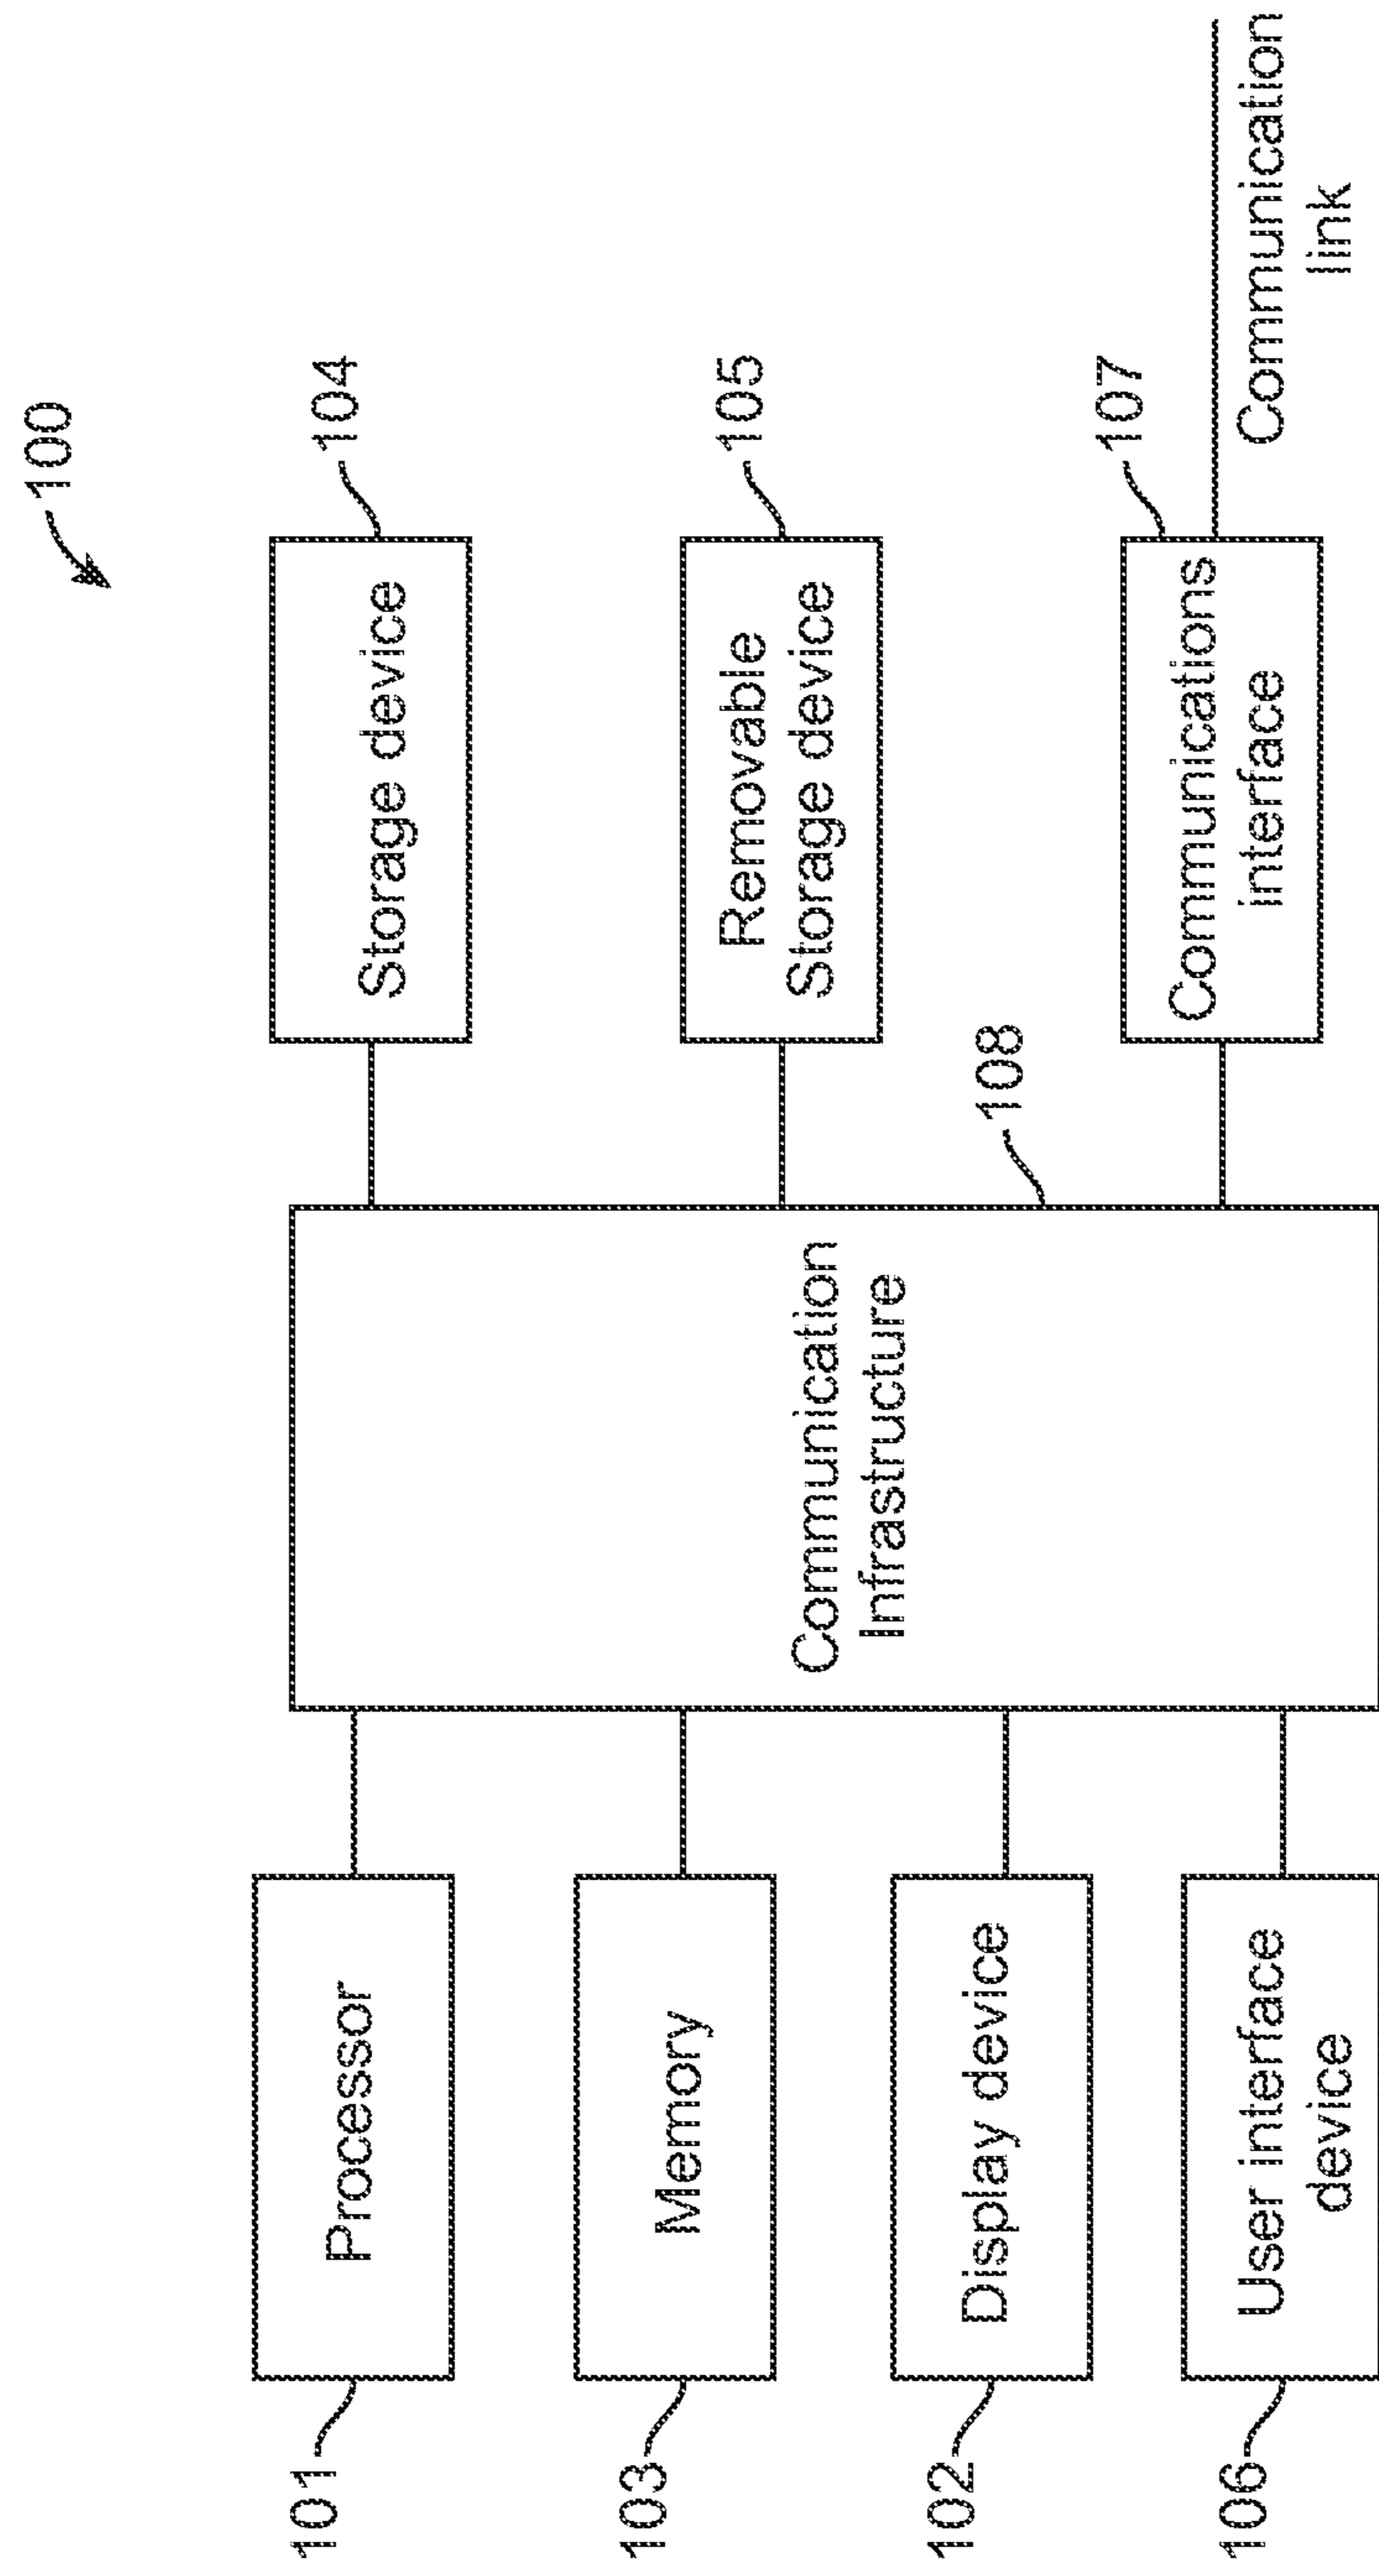 100
101
Processor
103
Memory
102
Display device
106
User interface
device
Communication
Infrastructure
108
Storage device
104
Removable
Storage device
105
Communications
interface
107
Communication
link